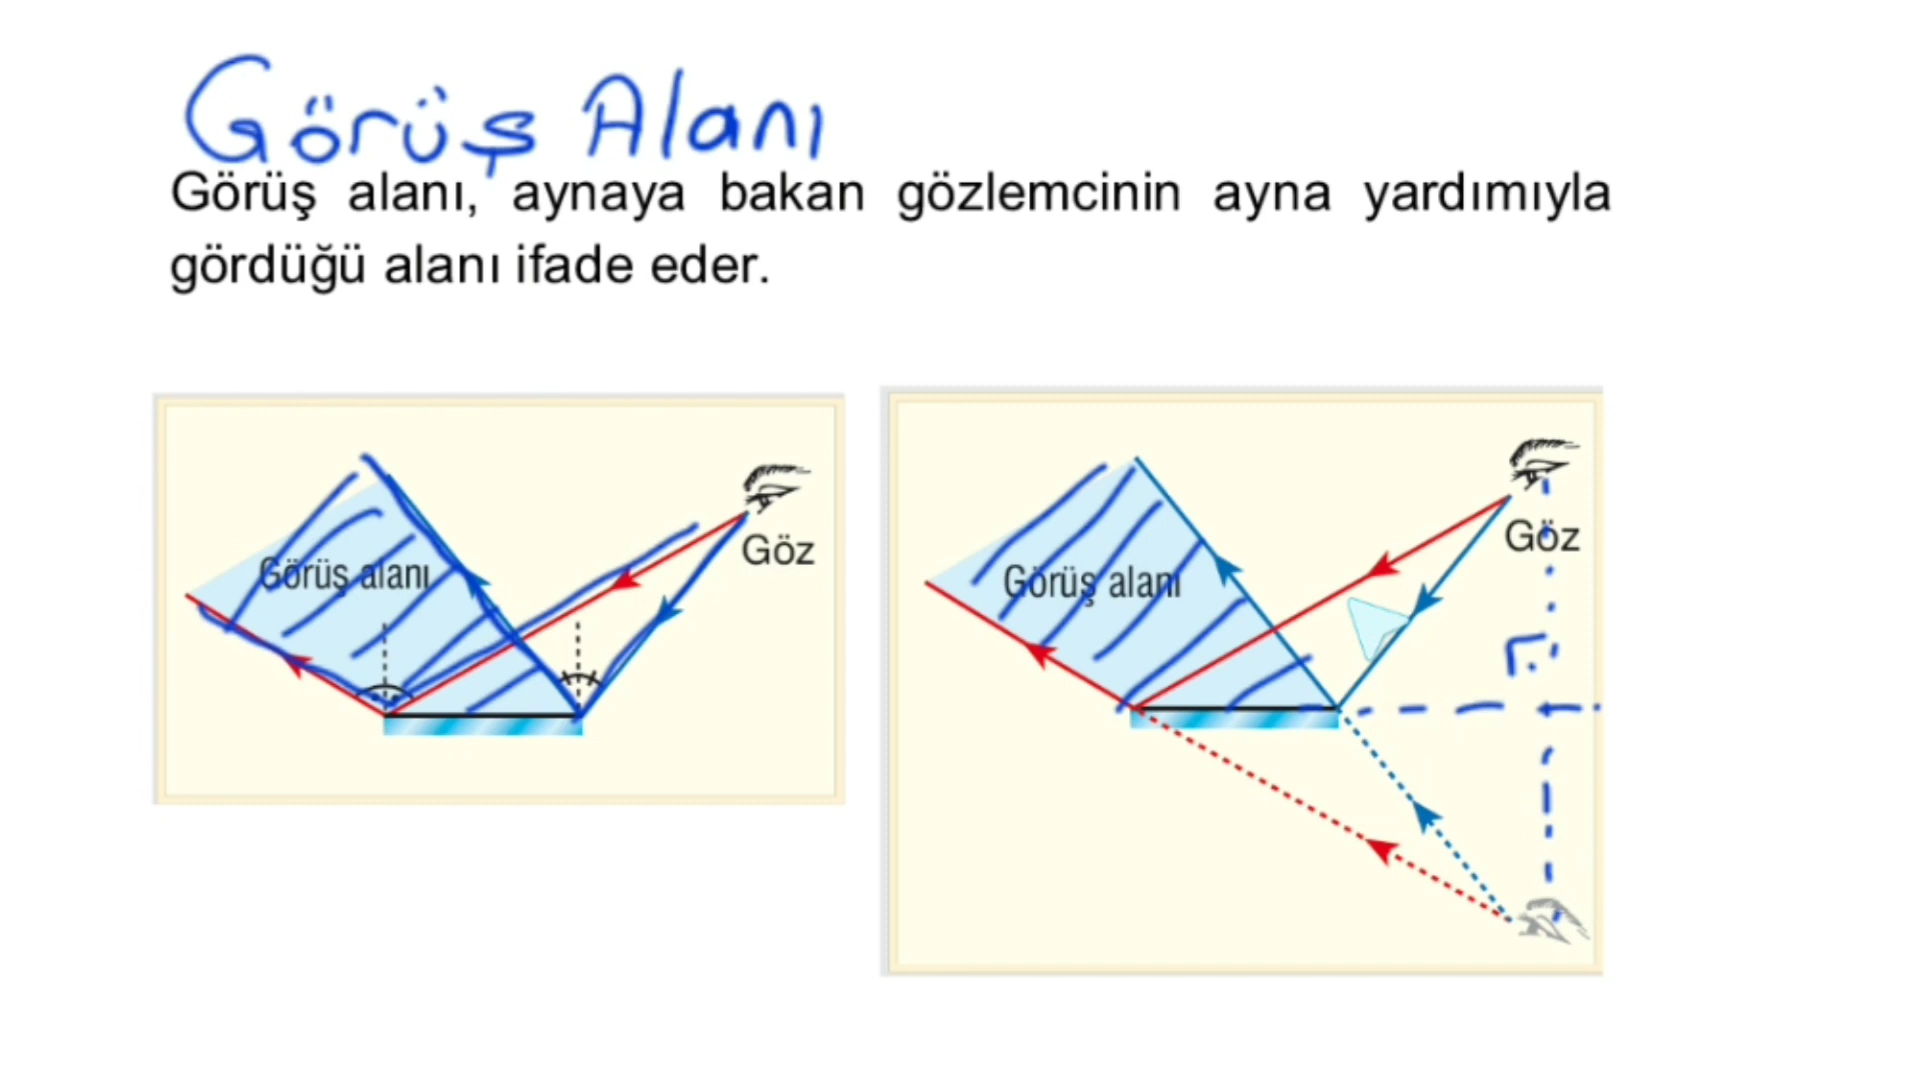 Görüş Alanı
Görüş alanı, aynaya bakan gözlemcinin ayna yardımıyla
gördüğü alanı ifade eder.
Görüş alanı
Göz
Görüş alanı
Göz